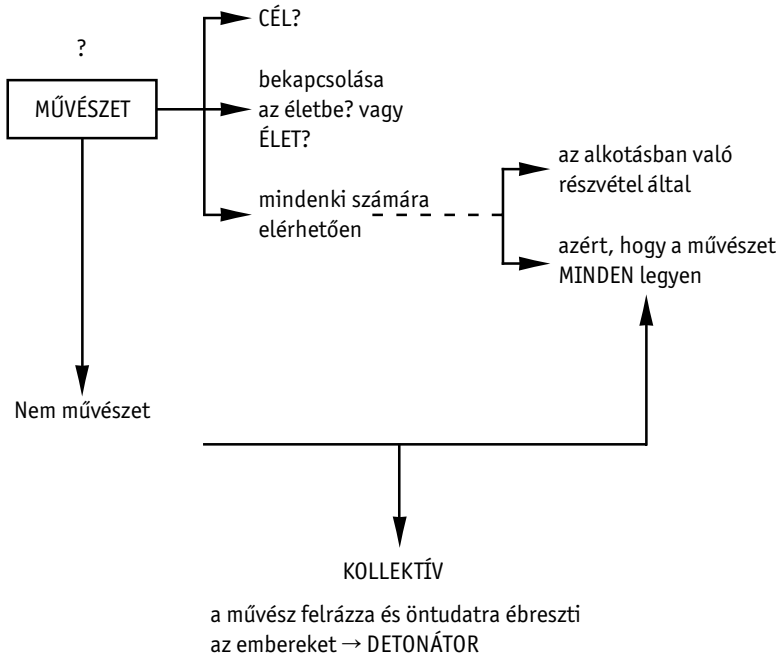 CÉL?
?
bekapcsolása
az életbe? vagy
ÉLET?
MŰVÉSZET
mindenki számára
elérhetően
az alkotásban való
részvétel által
azért, hogy a művészet
MINDEN legyen
Nem művészet
KOLLEKTÍV
a művész felrázza és öntudatra ébreszti
az embereket → DETONÁTOR